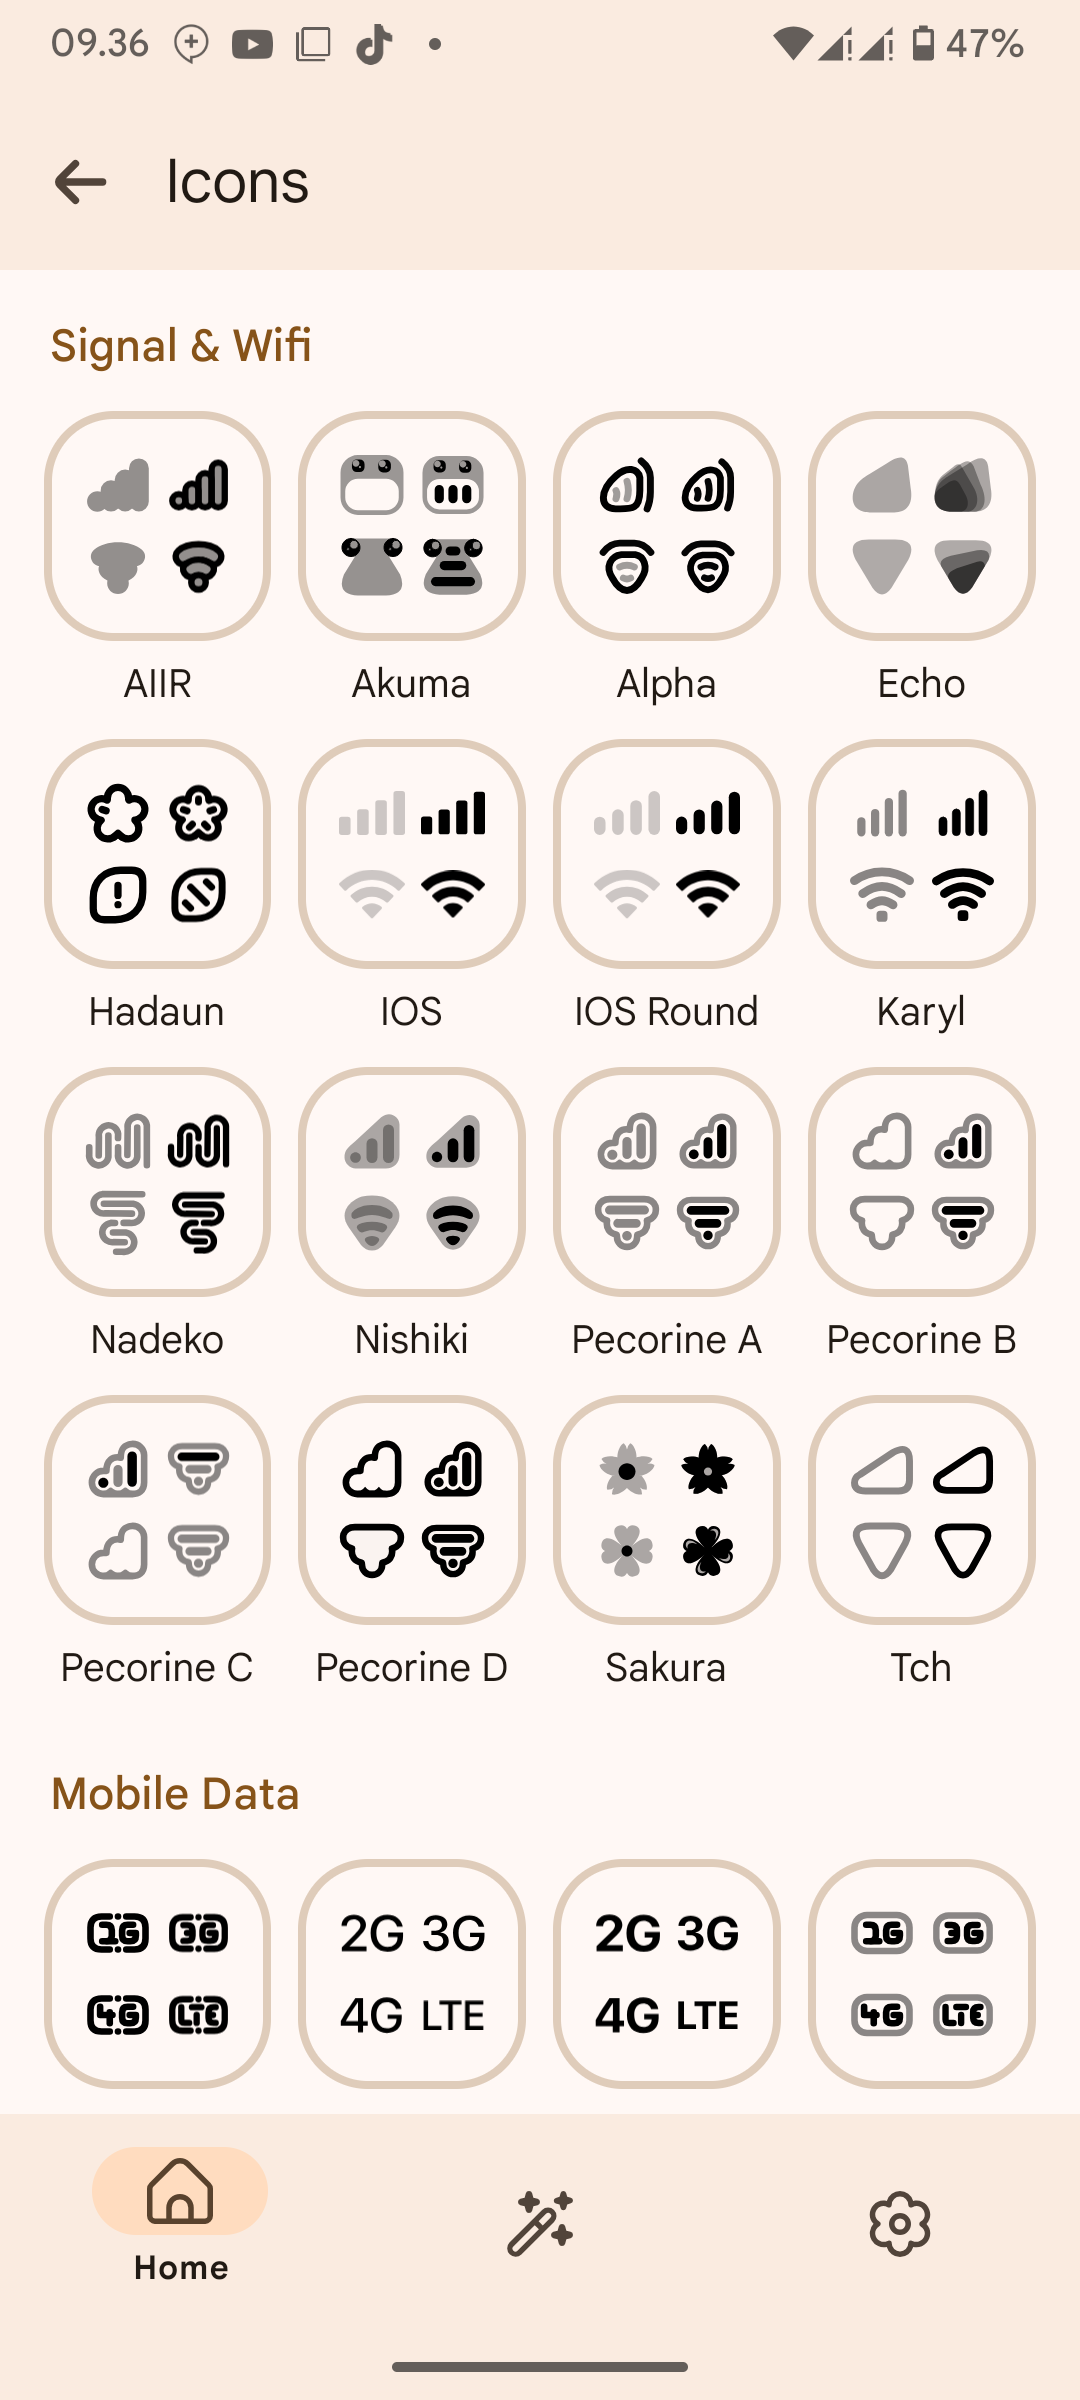 09.36 47%
Icons
Signal & Wifi
AIIR Akuma Alpha Echo
Hadaun IOS IOS Round Karyl
Nadeko Nishiki Pecorine A Pecorine B
Pecorine C Pecorine D Sakura Tch
Mobile Data
2G 3G 2G 3G 2G 3G 2G 3G
4G LTE 4G LTE 4G LTE 4G LTE
Home